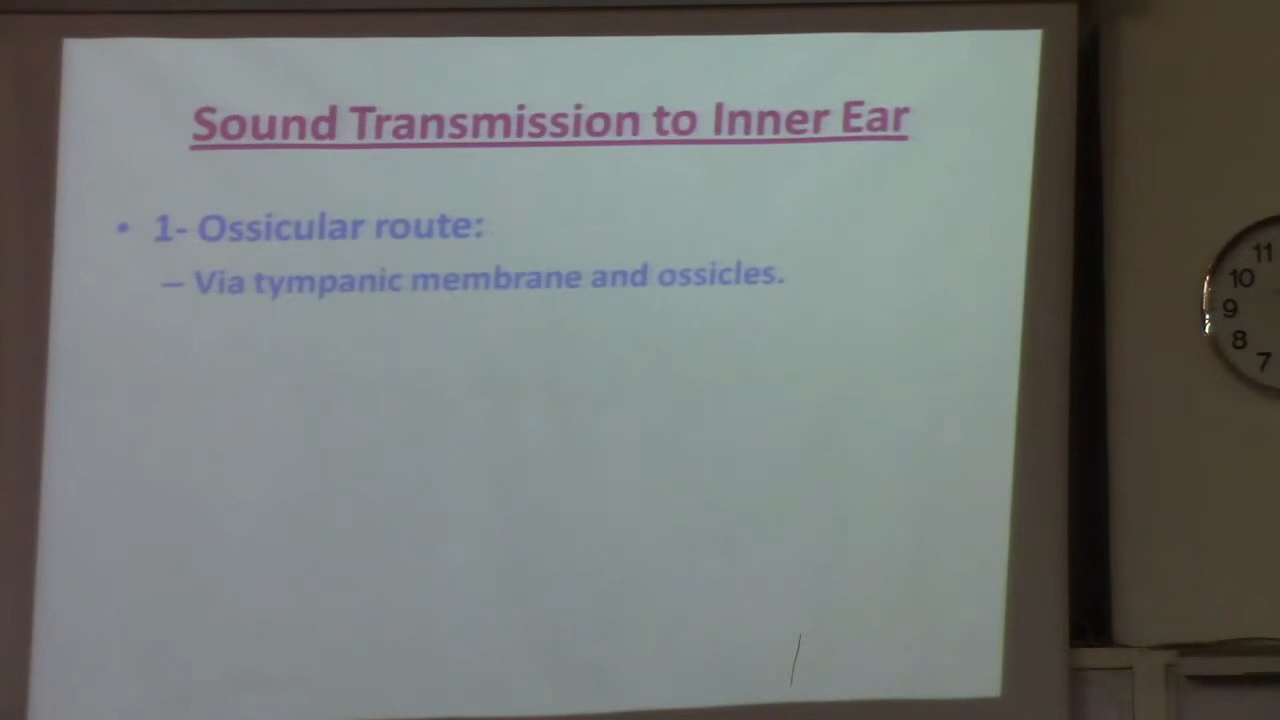 Sound Transmission to Inner Ear
• 1- Ossicular route:
– Via tympanic membrane and ossicles.
11
10
9
8
7